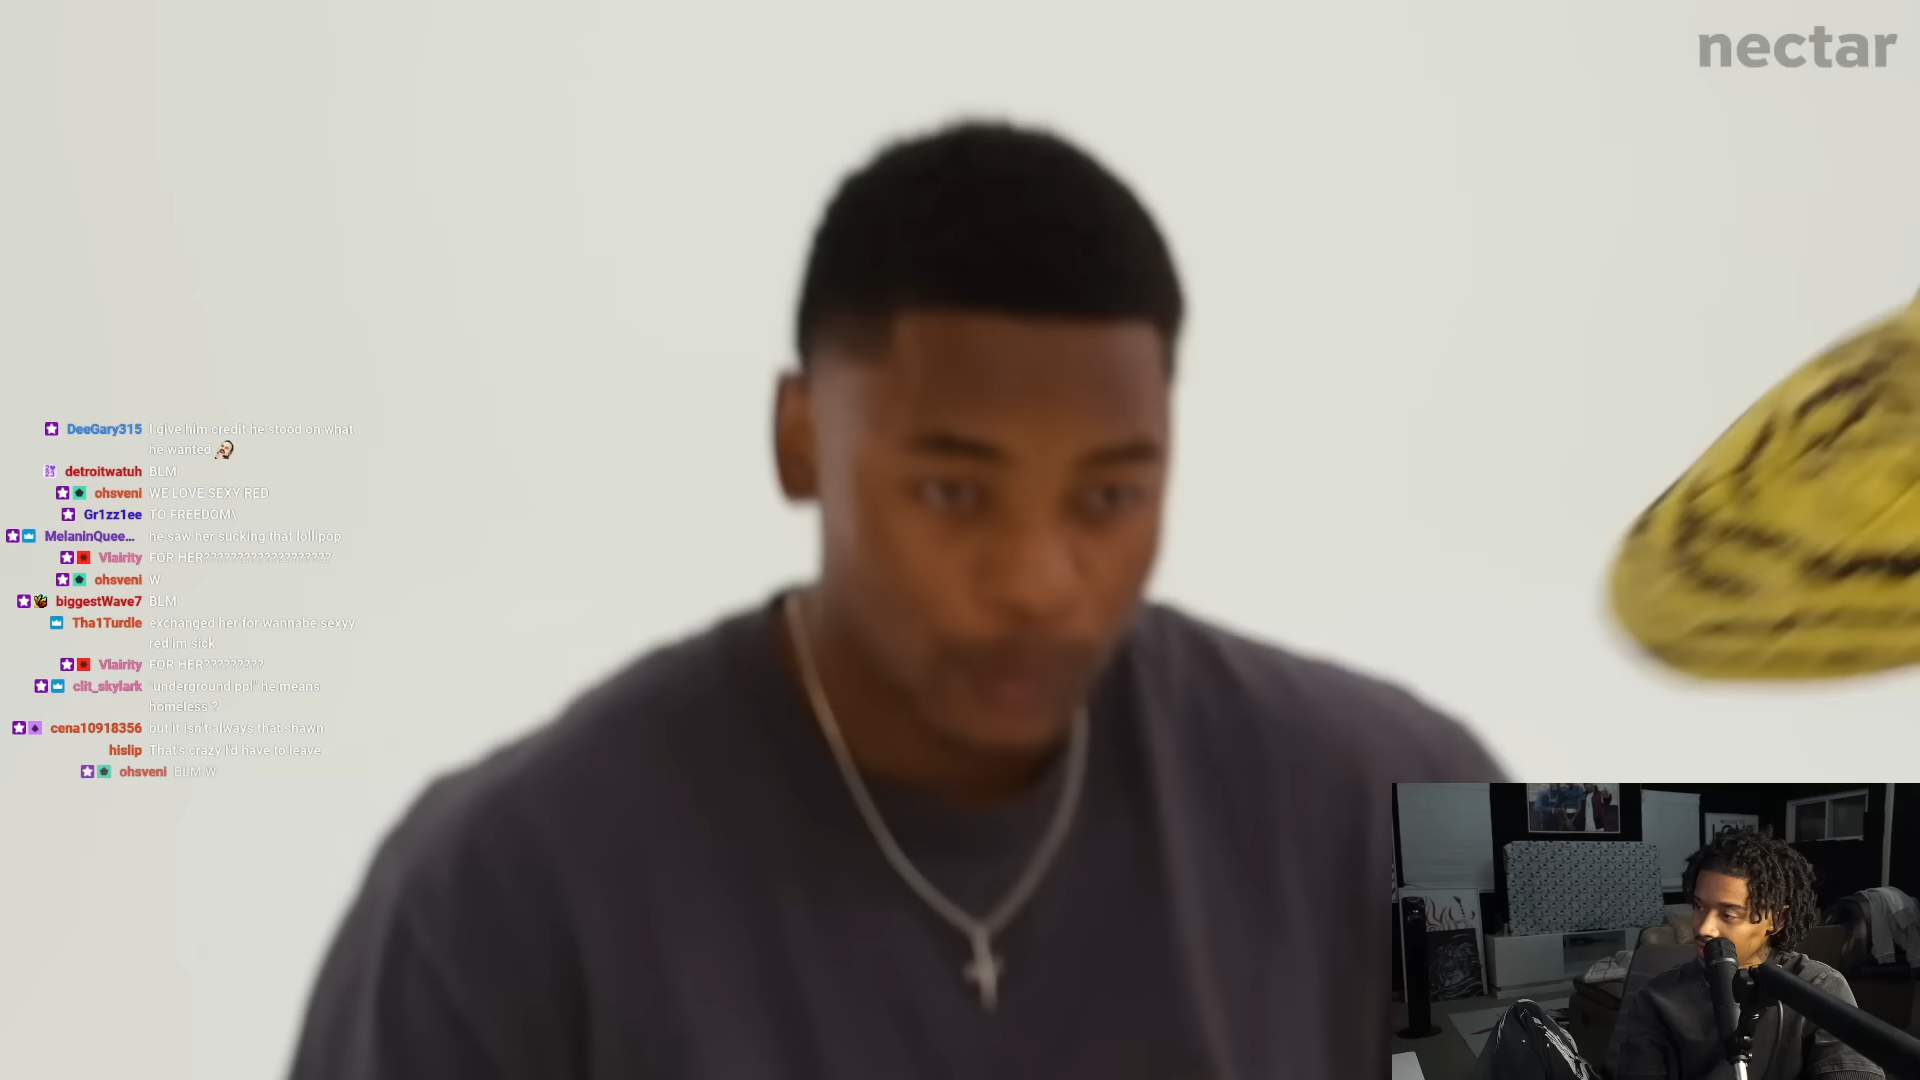 nectar
DeeGary315 I give him credit he stood on what
he wanted
detroitwatuh BLM
ohsveni WE LOVE SEXY RED
Gr1zz1ee TO FREEDOM\
MelaninQuee... he saw her sucking that lollipop
Vlairity FOR HER???????????????????
ohsveni W
biggestWave7 BLM
Tha1Turdle exchanged her for wannabe sexyy
red im sick
Vlairity FOR HER?????????
clit_skylark "underground ppl" he means
homeless ?
cena10918356 but it isn't always that shawn
hislip That's crazy I'd have to leave
ohsveni BLM W